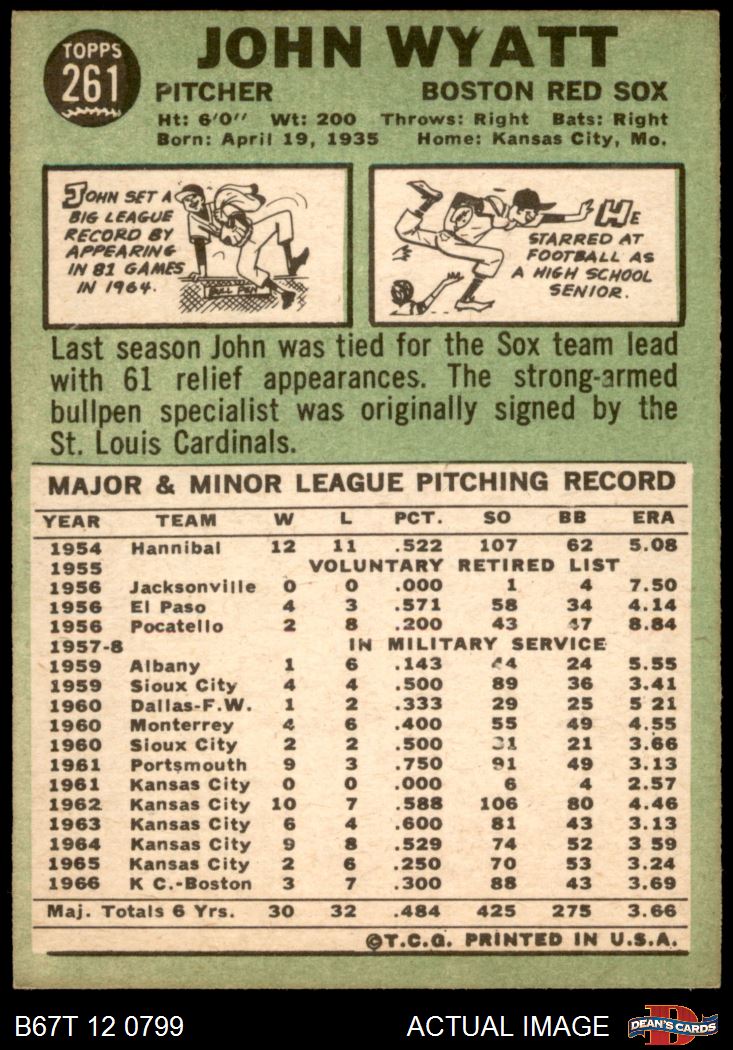 TOPPS
261
JOHN WYATT
PITCHER BOSTON RED SOX
Ht: 6'0" Wt: 200 Throws: Right Bats: Right
Born: April 19, 1935 Home: Kansas City, Mo.
JOHN SET A
BIG LEAGUE
RECORD BY
APPEARING
IN 81 GAMES
IN 1964.
BULL PEN
HE
STARRED AT
FOOTBALL AS
A HIGH SCHOOL
SENIOR.
Last season John was tied for the Sox team lead
with 61 relief appearances. The strong-armed
bullpen specialist was originally signed by the
St. Louis Cardinals.
MAJOR & MINOR LEAGUE PITCHING RECORD
YEAR TEAM W L PCT. SO BB ERA
1954 Hannibal 12 11 .522 107 62 5.08
1955 VOLUNTARY RETIRED LIST
1956 Jacksonville 0 0 .000 1 4 7.50
1956 El Paso 4 3 .571 58 34 4.14
1956 Pocatello 2 8 .200 43 47 8.84
1957-8 IN MILITARY SERVICE
1959 Albany 1 6 .143 44 24 5.55
1959 Sioux City 4 4 .500 89 36 3.41
1960 Dallas-F.W. 1 2 .333 29 25 5 21
1960 Monterrey 4 6 .400 55 49 4.55
1960 Sioux City 2 2 .500 31 21 3.66
1961 Portsmouth 9 3 .750 91 49 3.13
1961 Kansas City 0 0 .000 6 4 2.57
1962 Kansas City 10 7 .588 106 80 4.46
1963 Kansas City 6 4 .600 81 43 3.13
1964 Kansas City 9 8 .529 74 52 3 59
1965 Kansas City 2 6 .250 70 53 3.24
1966 K C.-Boston 3 7 .300 88 43 3.69
Maj. Totals 6 Yrs. 30 32 .484 425 275 3.66
©T.C.G. PRINTED IN U.S.A.
B67T 12 0799 ACTUAL IMAGE
DEAN'S CARDS